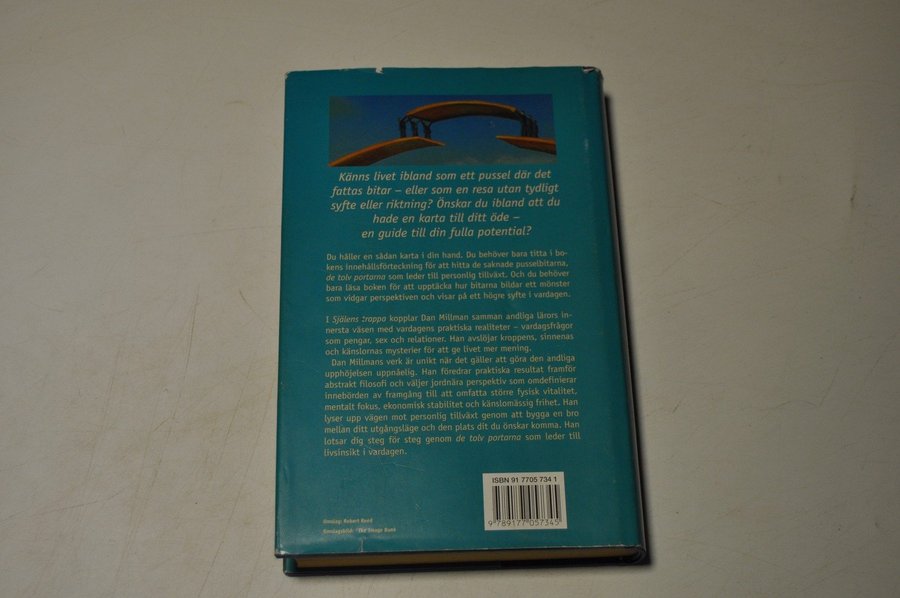 Känns livet ibland som ett pussel där det
fattas bitar – eller som en resa utan tydligt
syfte eller riktning? Önskar du ibland att du
hade en karta till ditt öde –
en guide till din fulla potential?
Du håller en sådan karta i din hand. Du behöver bara titta i bo-
kens innehållsförteckning för att hitta de saknade pusselbitarna,
de tolv portarna som leder till personlig tillväxt. Och du behöver
bara läsa boken för att upptäcka hur bitarna bildar ett mönster
som vidgar perspektiven och visar på ett högre syfte i vardagen.
I Själens trappa kopplar Dan Millman samman andliga lärors in-
nersta väsen med vardagens praktiska realiteter – vardagsfrågor
som pengar, sex och relationer. Han avslöjar kroppens, sinnenas
och känslornas mysterier för att ge livet mer mening.
Dan Millmans verk är unikt när det gäller att göra den andliga
upphöjelsen uppnåelig. Han föredrar praktiska resultat framför
abstrakt filosofi och väljer jordnära perspektiv som omdefinierar
innebörden av framgång till att omfatta större fysisk vitalitet,
mentalt fokus, ekonomisk stabilitet och känslomässig frihet. Han
lyser upp vägen mot personlig tillväxt genom att bygga en bro
mellan ditt utgångsläge och den plats dit du önskar komma. Han
lotsar dig steg för steg genom de tolv portarna som leder till
livsinsikt i vardagen.
ISBN 91 7705 734 1
9 789177 057345
Omslag: Robert Reed
Omslagsbild: The Image Bank